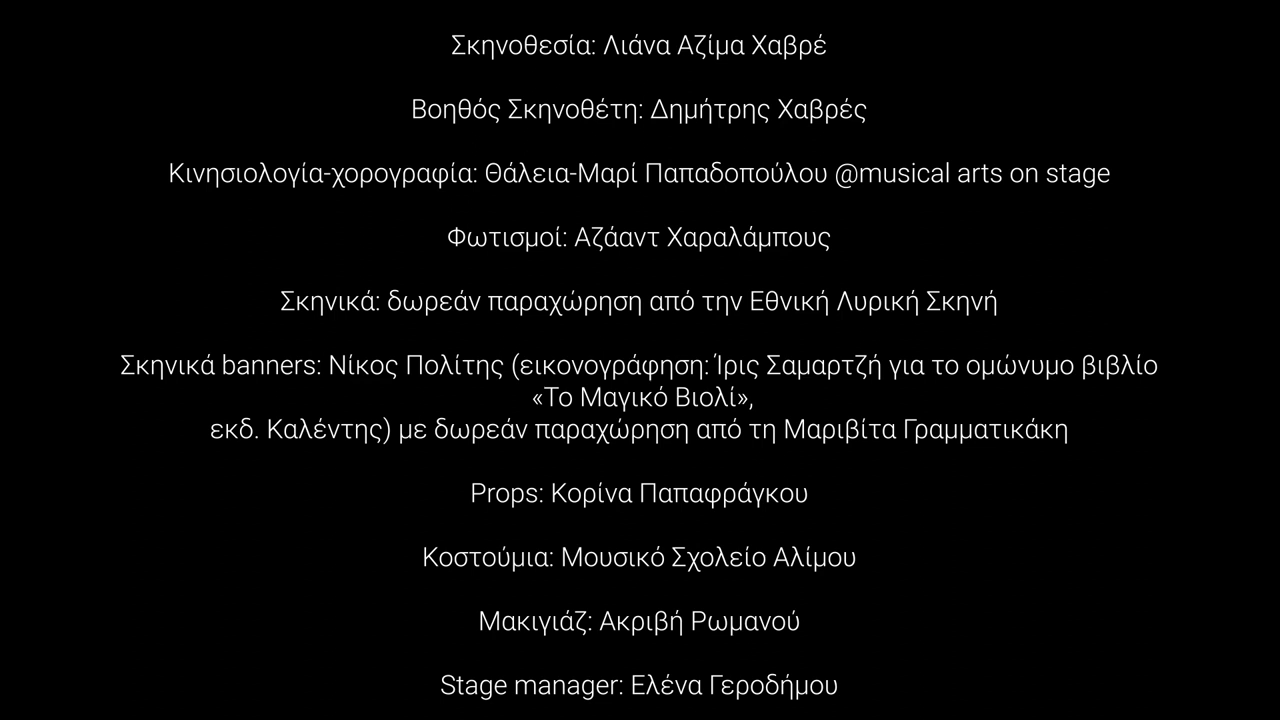 Σκηνοθεσία: Λιάνα Αζίμα Χαβρέ
Βοηθός Σκηνοθέτη: Δημήτρης Χαβρές
Κινησιολογία-χορογραφία: Θάλεια-Μαρί Παπαδοπούλου @musical arts on stage
Φωτισμοί: Αζάαντ Χαραλάμπους
Σκηνικά: δωρεάν παραχώρηση από την Εθνική Λυρική Σκηνή
Σκηνικά banners: Νίκος Πολίτης (εικονογράφηση: Ίρις Σαμαρτζή για το ομώνυμο βιβλίο
«Το Μαγικό Βιολί»,
εκδ. Καλέντης) με δωρεάν παραχώρηση από τη Μαριβίτα Γραμματικάκη
Props: Κορίνα Παπαφράγκου
Κοστούμια: Μουσικό Σχολείο Αλίμου
Μακιγιάζ: Ακριβή Ρωμανού
Stage manager: Ελένα Γεροδήμου